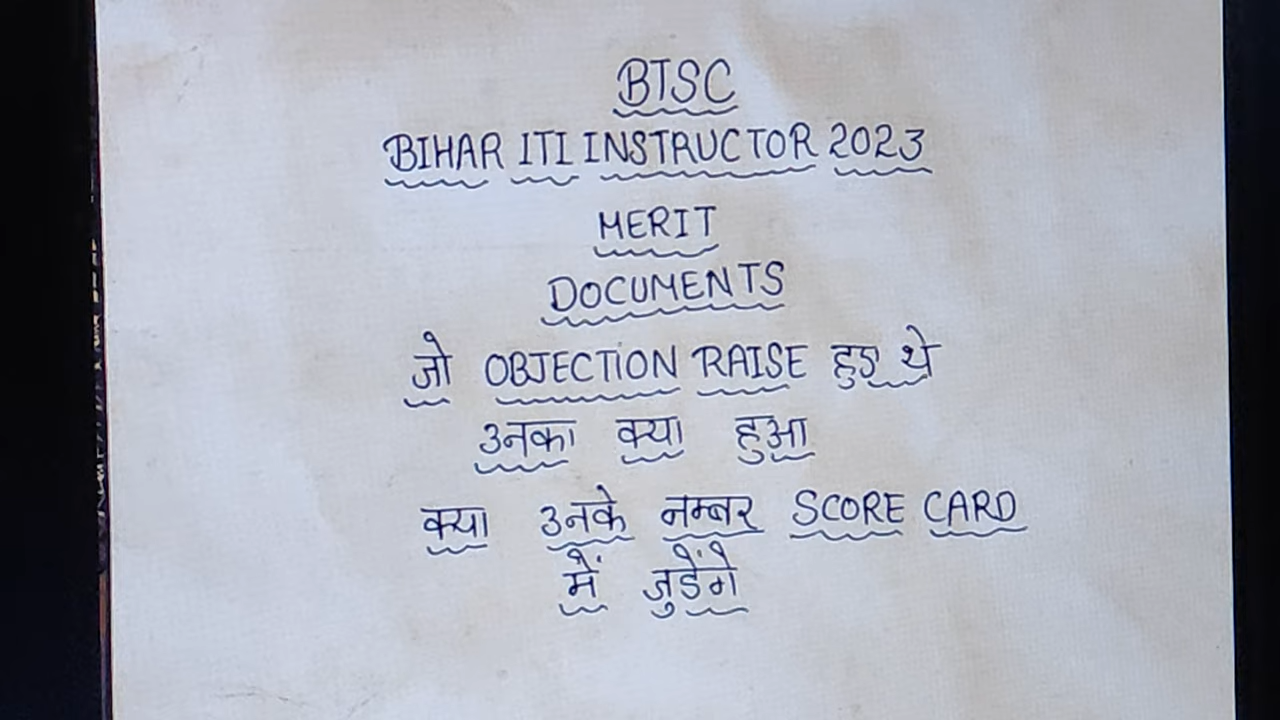 BTSC
BIHAR ITI INSTRUCTOR 2023
MERIT
DOCUMENTS
जो OBJECTION RAISE हुए थे
उनका क्या हुआ
क्या उनके नम्बर SCORE CARD
में जुडेंगे